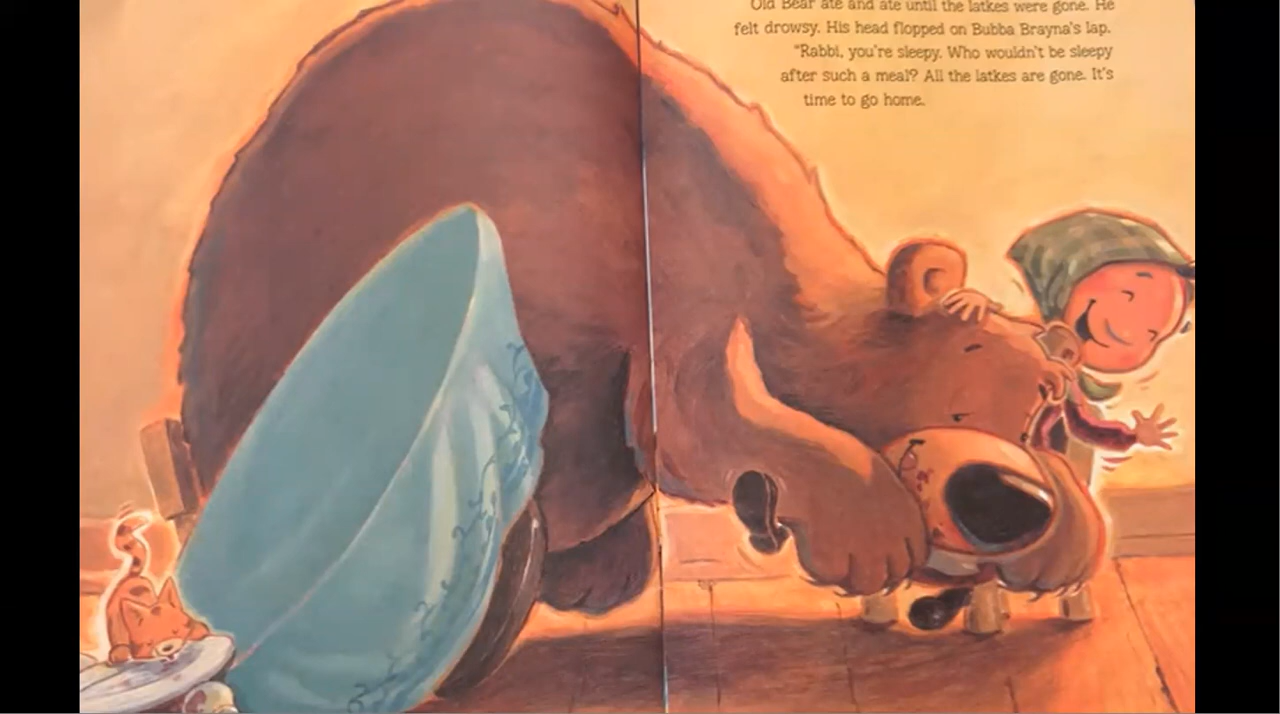 Old Bear ate and ate until the latkes were gone. He
felt drowsy. His head flopped on Bubba Brayna's lap.
"Rabbi, you're sleepy. Who wouldn't be sleepy
after such a meal? All the latkes are gone. It's
time to go home.